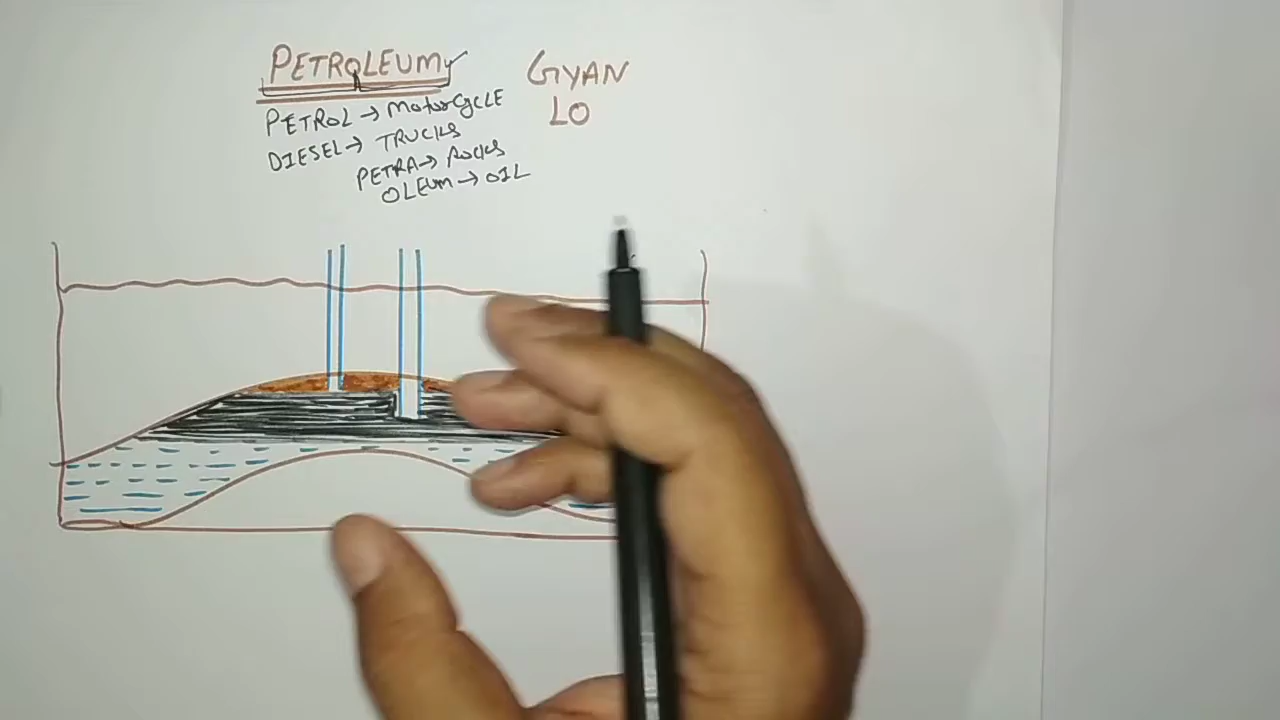 PETROLEUM
GYAN
LO
PETROL → MOTORCYCLE
DIESEL → TRUCKS
PETRA → ROCKS
OLEUM → OIL